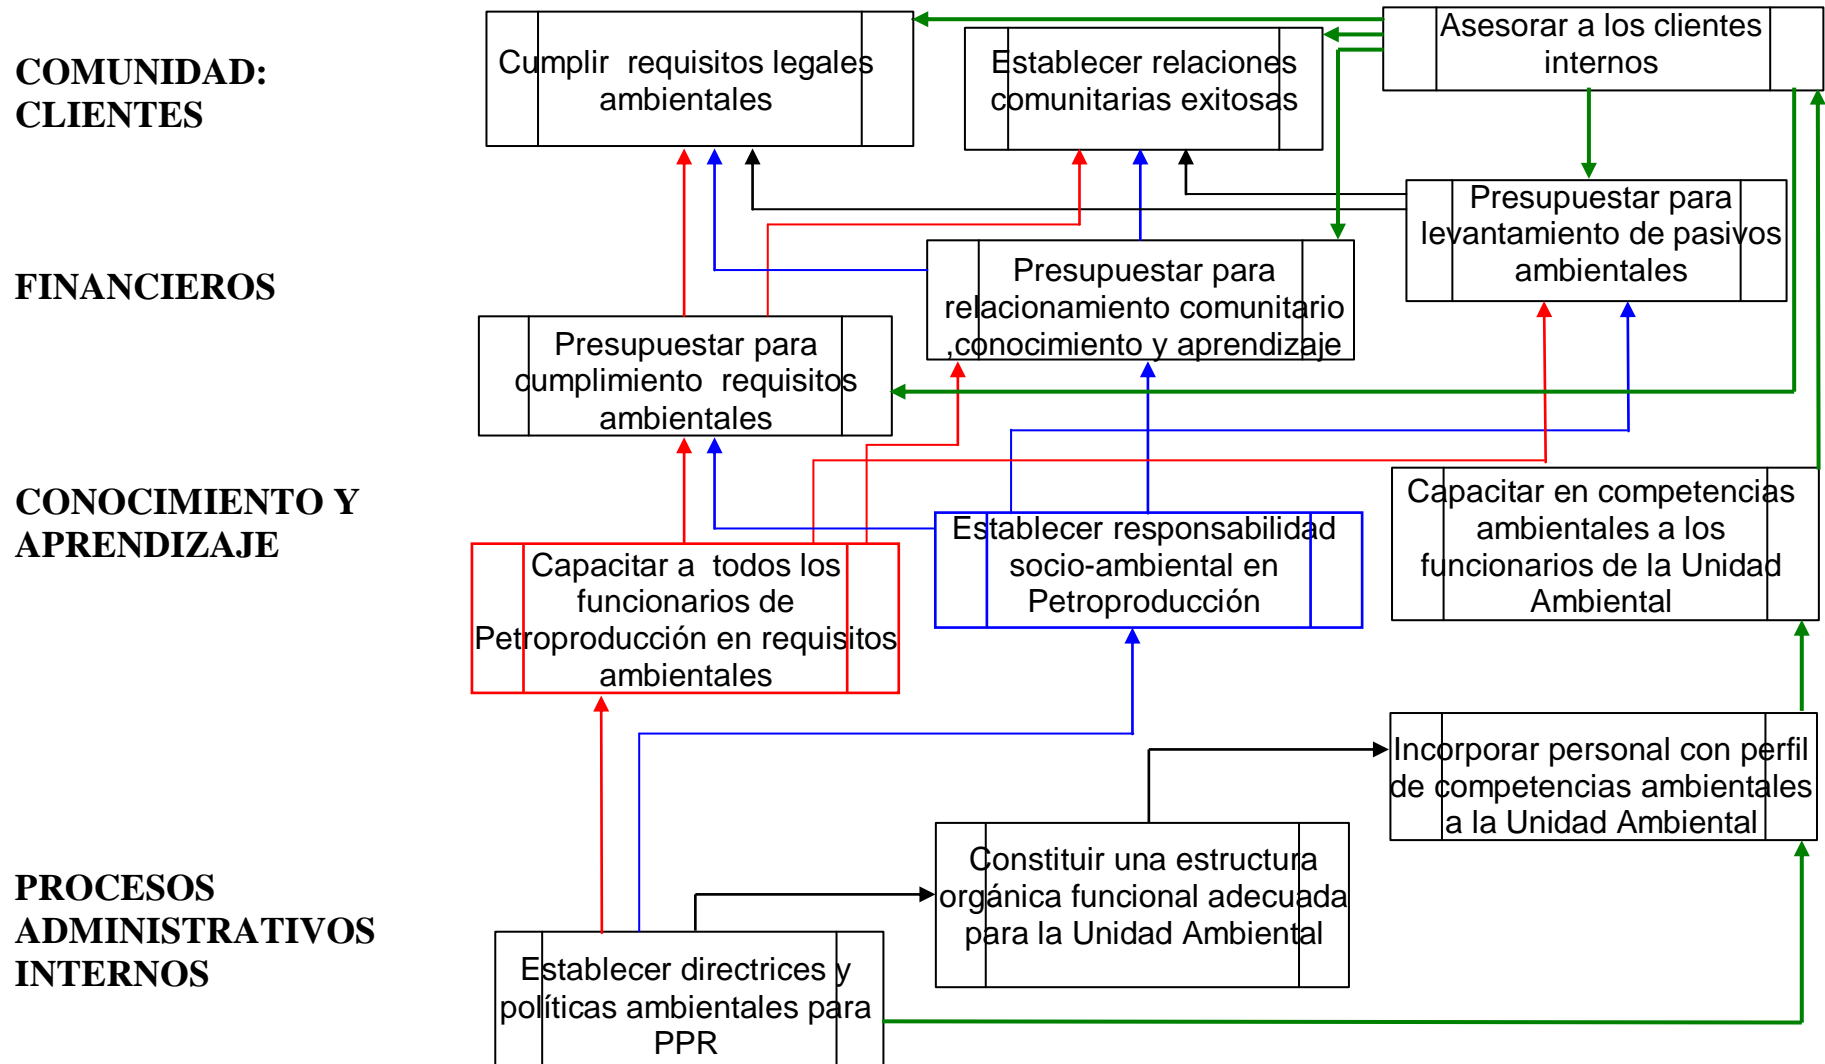 COMUNIDAD:
CLIENTES
Cumplir requisitos legales
ambientales
Establecer relaciones
comunitarias exitosas
Asesorar a los clientes
internos
FINANCIEROS
Presupuestar para
cumplimiento requisitos
ambientales
Presupuestar para
relacionamiento comunitario
,conocimiento y aprendizaje
Presupuestar para
levantamiento de pasivos
ambientales
CONOCIMIENTO Y
APRENDIZAJE
Capacitar a todos los
funcionarios de
Petroproducción en requisitos
ambientales
Establecer responsabilidad
socio-ambiental en
Petroproducción
Capacitar en competencias
ambientales a los
funcionarios de la Unidad
Ambiental
PROCESOS
ADMINISTRATIVOS
INTERNOS
Establecer directrices y
políticas ambientales para
PPR
Constituir una estructura
orgánica funcional adecuada
para la Unidad Ambiental
Incorporar personal con perfil
de competencias ambientales
a la Unidad Ambiental